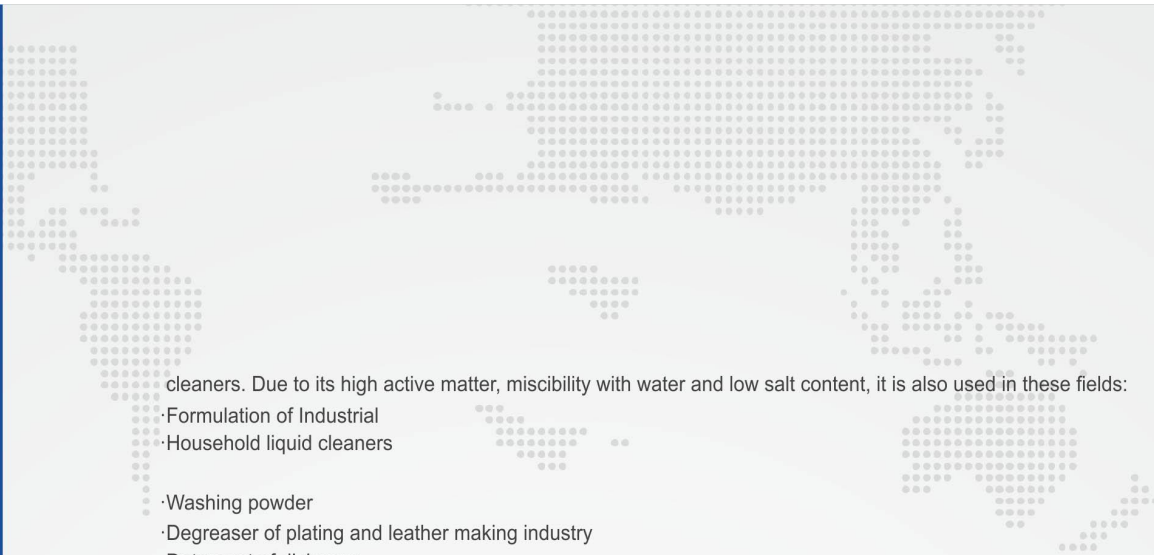 cleaners. Due to its high active matter, miscibility with water and low salt content, it is also used in these fields:
·Formulation of Industrial
·Household liquid cleaners
·Washing powder
·Degreaser of plating and leather making industry